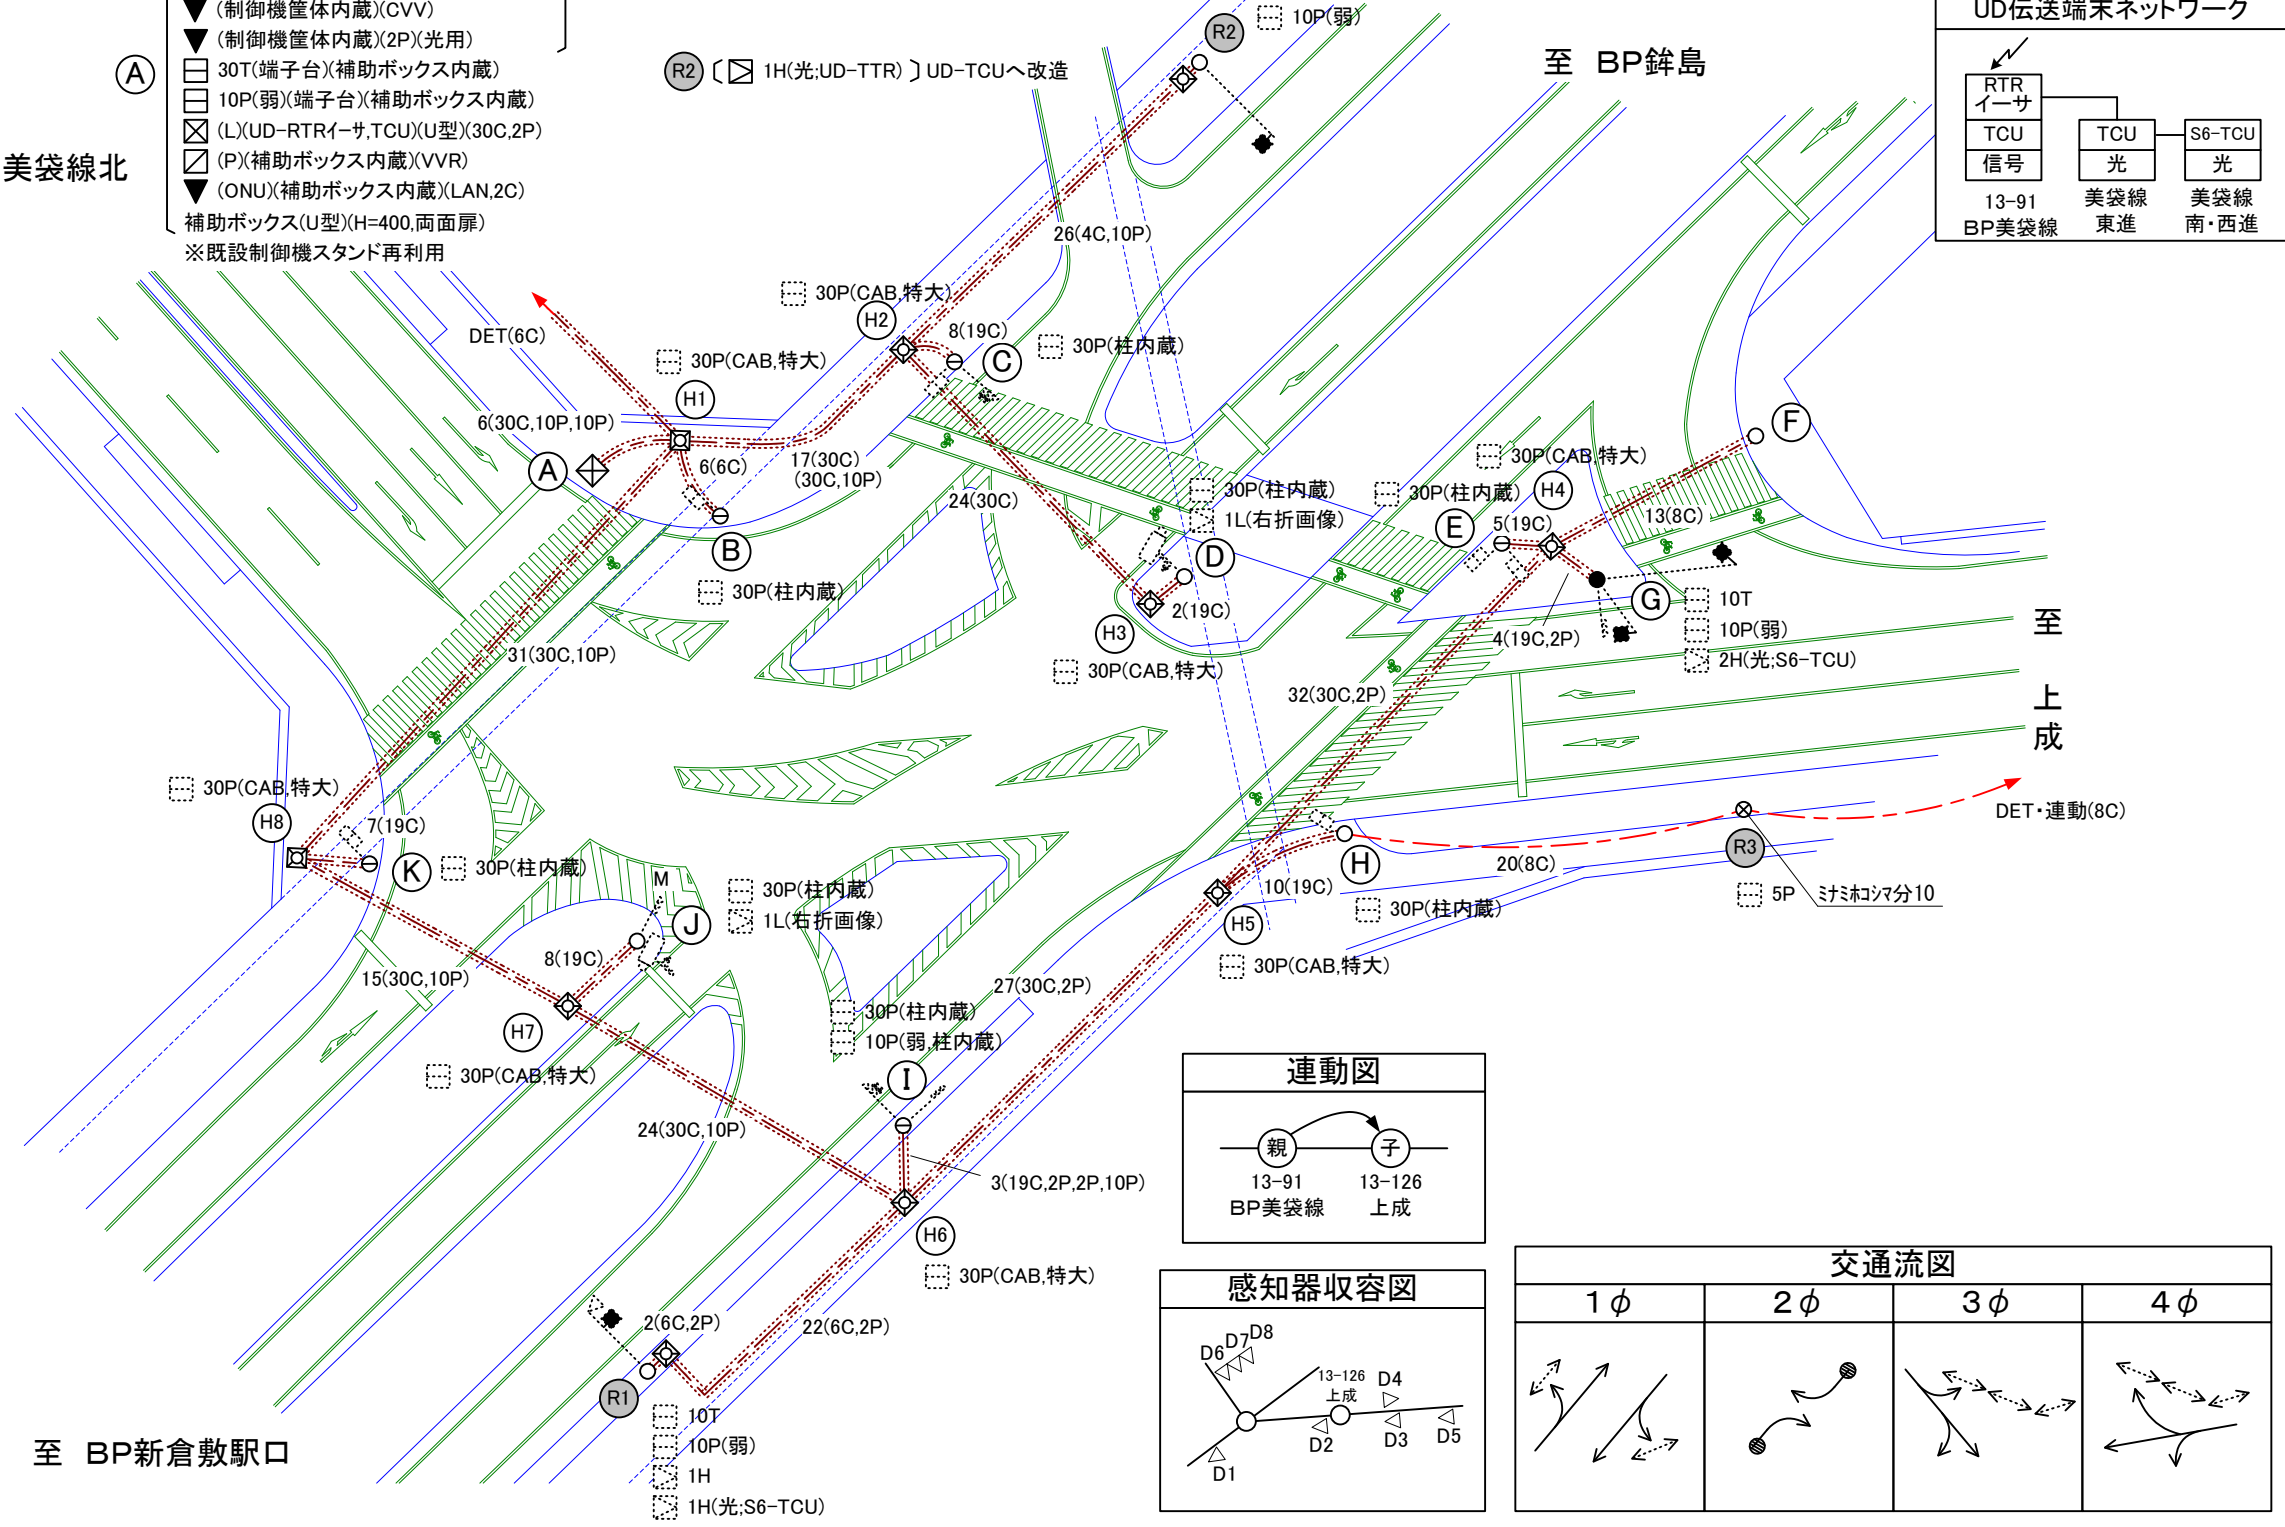 ▼ (制御機筐体内蔵)(CVV)
▼ (制御機筐体内蔵)(2P)(光用)
A
30T(端子台)(補助ボックス内蔵)
10P(弱)(端子台)(補助ボックス内蔵)
(L)(UD-RTRイーサ,TCU)(U型)(30C,2P)
(P)(補助ボックス内蔵)(VVR)
▼ (ONU)(補助ボックス内蔵)(LAN,2C)
補助ボックス(U型)(H=400,両面扉)
※既設制御機スタンド再利用
美袋線北
R2 〔 1H(光;UD-TTR) 〕UD-TCUへ改造
R2
10P(弱)
至 BP鉾島
UD伝送端末ネットワーク
RTR
イーサ
TCU
信号
TCU
光
S6-TCU
光
13-91
BP美袋線
美袋線
東進
美袋線
南・西進
26(4C,10P)
30P(CAB,特大)
H2
8(19C)
C
30P(柱内蔵)
DET(6C)
30P(CAB,特大)
H1
6(30C,10P,10P)
A
6(6C)
17(30C)
(30C,10P)
B
30P(柱内蔵)
24(30C)
30P(柱内蔵)
1L(右折画像)
D
2(19C)
H3
30P(CAB,特大)
30P(柱内蔵)
E
5(19C)
30P(CAB,特大)
H4
F
13(8C)
G
10T
10P(弱)
2H(光;S6-TCU)
4(19C,2P)
至
上
成
31(30C,10P)
32(30C,2P)
30P(CAB,特大)
H8
7(19C)
K
30P(柱内蔵)
M
J
30P(柱内蔵)
1L(右折画像)
8(19C)
15(30C,10P)
H7
30P(CAB,特大)
DET・連動(8C)
R3
20(8C)
5P
ミナミホコシマ分10
H
10(19C)
30P(柱内蔵)
H5
30P(CAB,特大)
27(30C,2P)
30P(柱内蔵)
10P(弱,柱内蔵)
I
24(30C,10P)
3(19C,2P,2P,10P)
H6
30P(CAB,特大)
2(6C,2P)
22(6C,2P)
R1
10T
10P(弱)
1H
1H(光;S6-TCU)
至 BP新倉敷駅口
連動図
親
子
13-91
BP美袋線
13-126
上成
感知器収容図
D6
D7
D8
13-126
上成
D4
D1
D2
D3
D5
交通流図
1φ
2φ
3φ
4φ